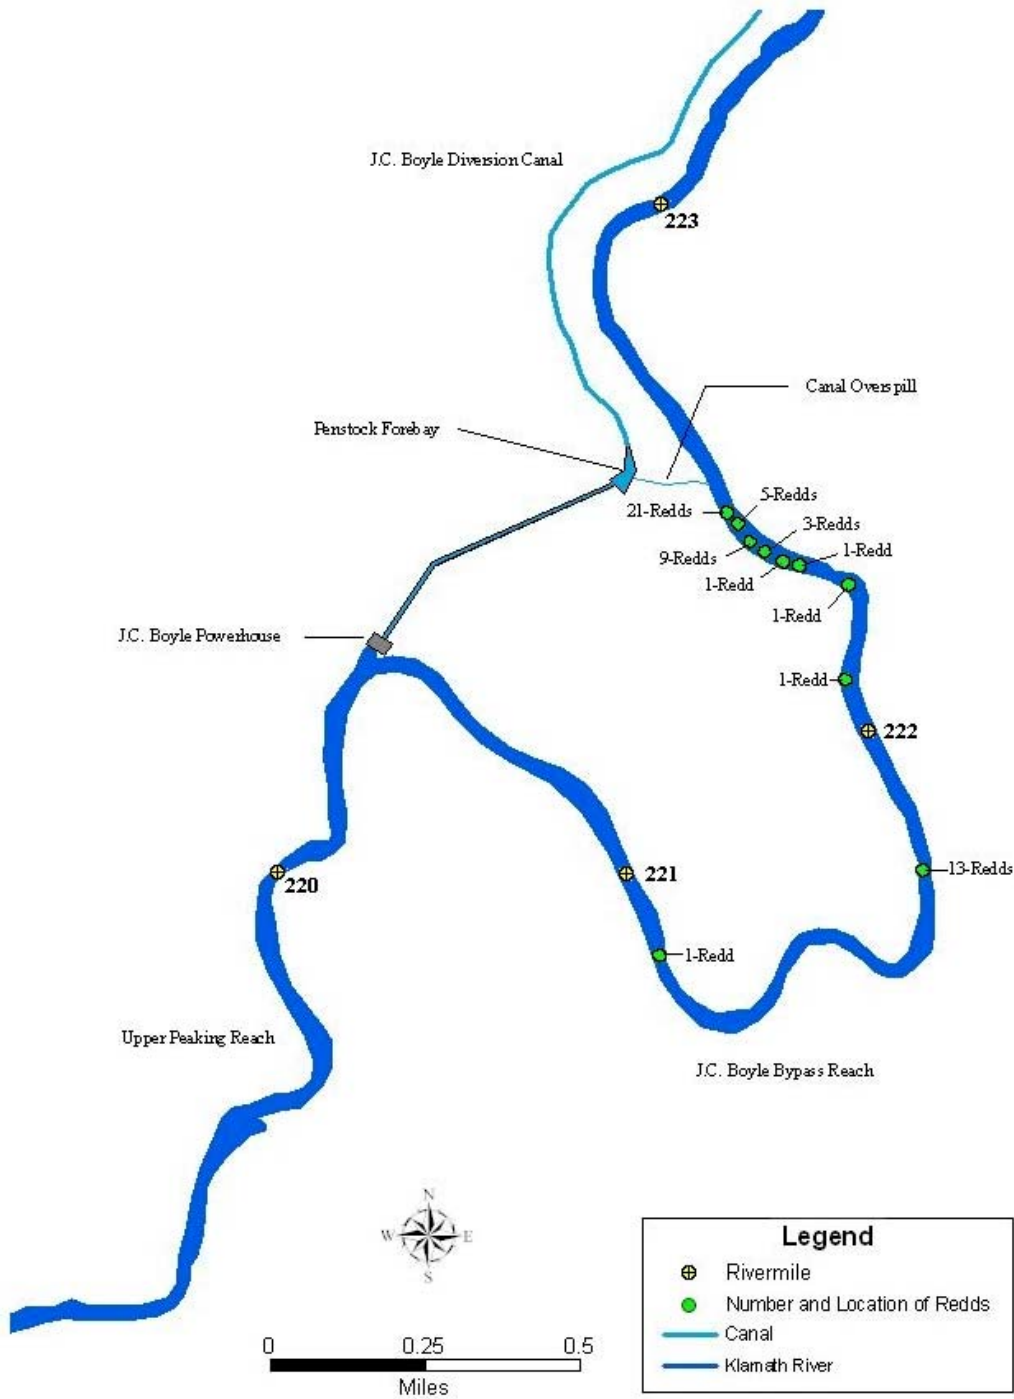 J.C. Boyle Diversion Canal
223
Canal Overspill
Penstock Forebay
5-Redds
21-Redds
3-Redds
1-Redd
9-Redds
1-Redd
1-Redd
J.C. Boyle Powerhouse
1-Redd
222
13-Redds
221
220
1-Redd
Upper Peaking Reach
J.C. Boyle Bypass Reach
N
W E
S
0 0.25 0.5
Miles
Legend
Rivermile
Number and Location of Redds
Canal
Klamath River